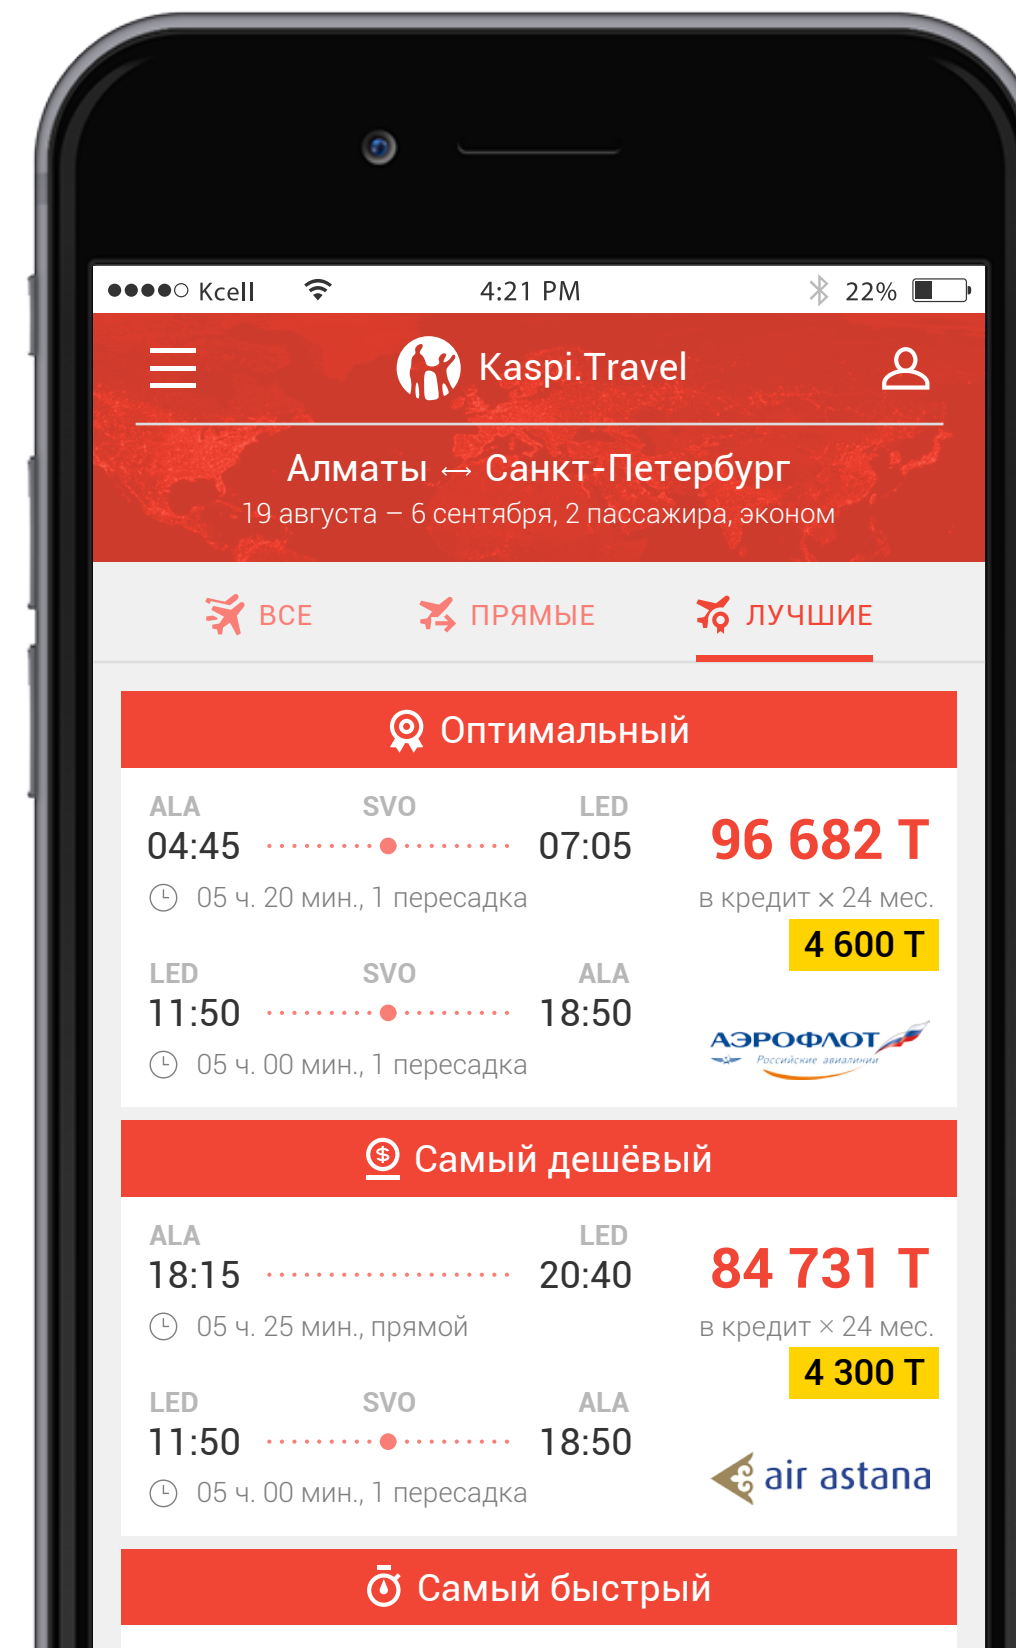 Kcell 4:21 PM 22%
Kaspi.Travel
Алматы ↔ Санкт-Петербург
19 августа – 6 сентября, 2 пассажира, эконом
ВСЕ ПРЯМЫЕ ЛУЧШИЕ
Оптимальный
ALA SVO LED
04:45 07:05 96 682 T
05 ч. 20 мин., 1 пересадка в кредит × 24 мес.
4 600 T
LED SVO ALA
11:50 18:50
АЭРОФЛОТ
Российские авиалинии
05 ч. 00 мин., 1 пересадка
Самый дешёвый
ALA LED
18:15 20:40 84 731 T
05 ч. 25 мин., прямой в кредит × 24 мес.
4 300 T
LED SVO ALA
11:50 18:50
air astana
05 ч. 00 мин., 1 пересадка
Самый быстрый